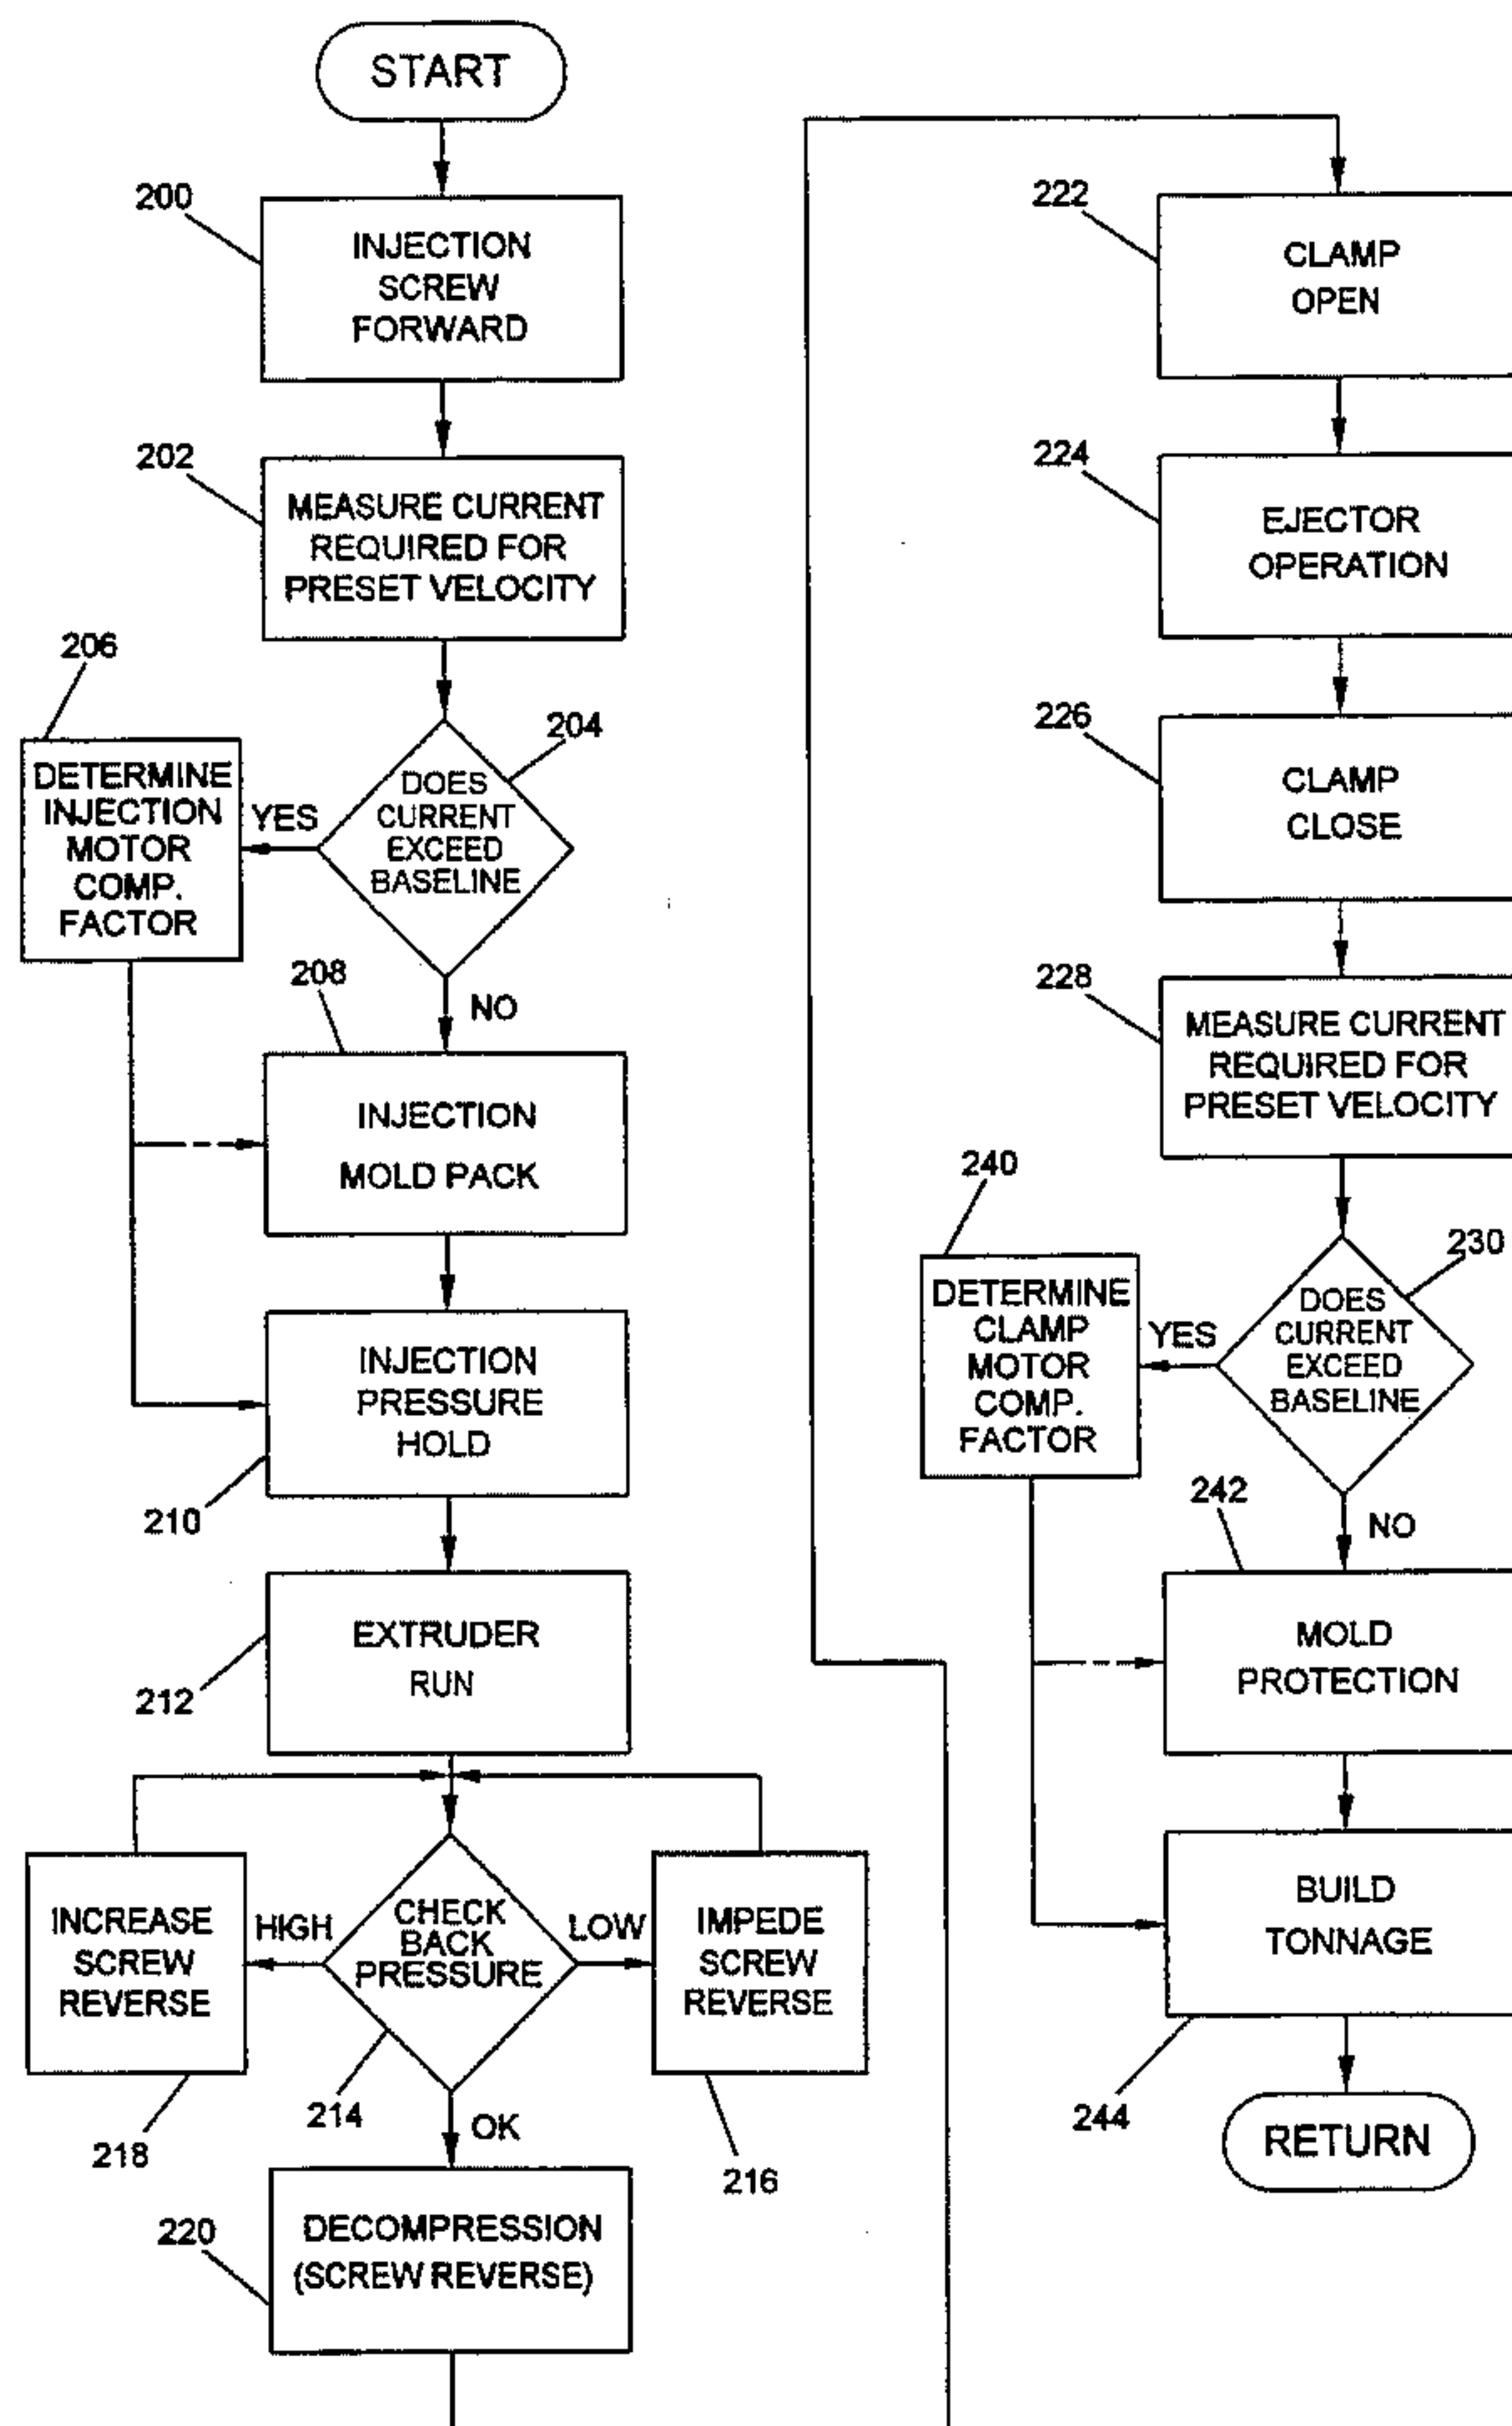 START
200
INJECTION
SCREW
FORWARD
202
MEASURE CURRENT
REQUIRED FOR
PRESET VELOCITY
206
204
DETERMINE
INJECTION
MOTOR
COMP.
FACTOR
YES
DOES
CURRENT
EXCEED
BASELINE
208
NO
INJECTION
MOLD PACK
INJECTION
PRESSURE
HOLD
210
EXTRUDER
RUN
212
INCREASE
SCREW
REVERSE
HIGH
CHECK
BACK
PRESSURE
LOW
IMPEDE
SCREW
REVERSE
218
214
OK
216
220
DECOMPRESSION
(SCREW REVERSE)
222
CLAMP
OPEN
224
EJECTOR
OPERATION
226
CLAMP
CLOSE
228
MEASURE CURRENT
REQUIRED FOR
PRESET VELOCITY
240
230
DETERMINE
CLAMP
MOTOR
COMP.
FACTOR
YES
DOES
CURRENT
EXCEED
BASELINE
242
NO
MOLD
PROTECTION
BUILD
TONNAGE
244
RETURN